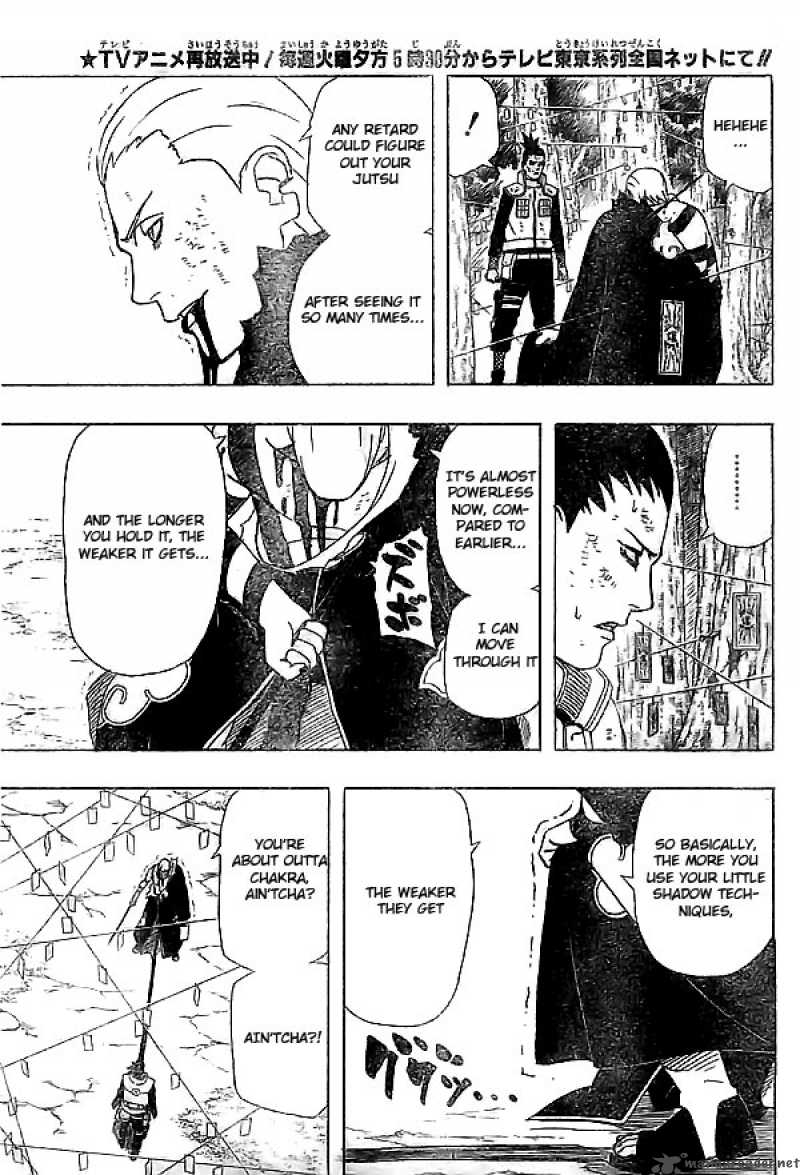 ★TVアニメ再放送中!毎週火曜夕方5時30分からテレビ東京系列全国ネットにて!!
HEHEHE
...
!
ANY RETARD
COULD FIGURE
OUT YOUR
JUTSU
AFTER SEEING IT
SO MANY TIMES...
.........
IT'S ALMOST
POWERLESS
NOW, COM-
PARED TO
EARLIER...
I CAN
MOVE
THROUGH IT
AND THE LONGER
YOU HOLD IT, THE
WEAKER IT GETS...
SO BASICALLY,
THE MORE YOU
USE YOUR LITTLE
SHADOW TECH-
NIQUES,
THE WEAKER
THEY GET
ググッ...
YOU'RE
ABOUT OUTTA
CHAKRA,
AIN'TCHA?
AIN'TCHA?!